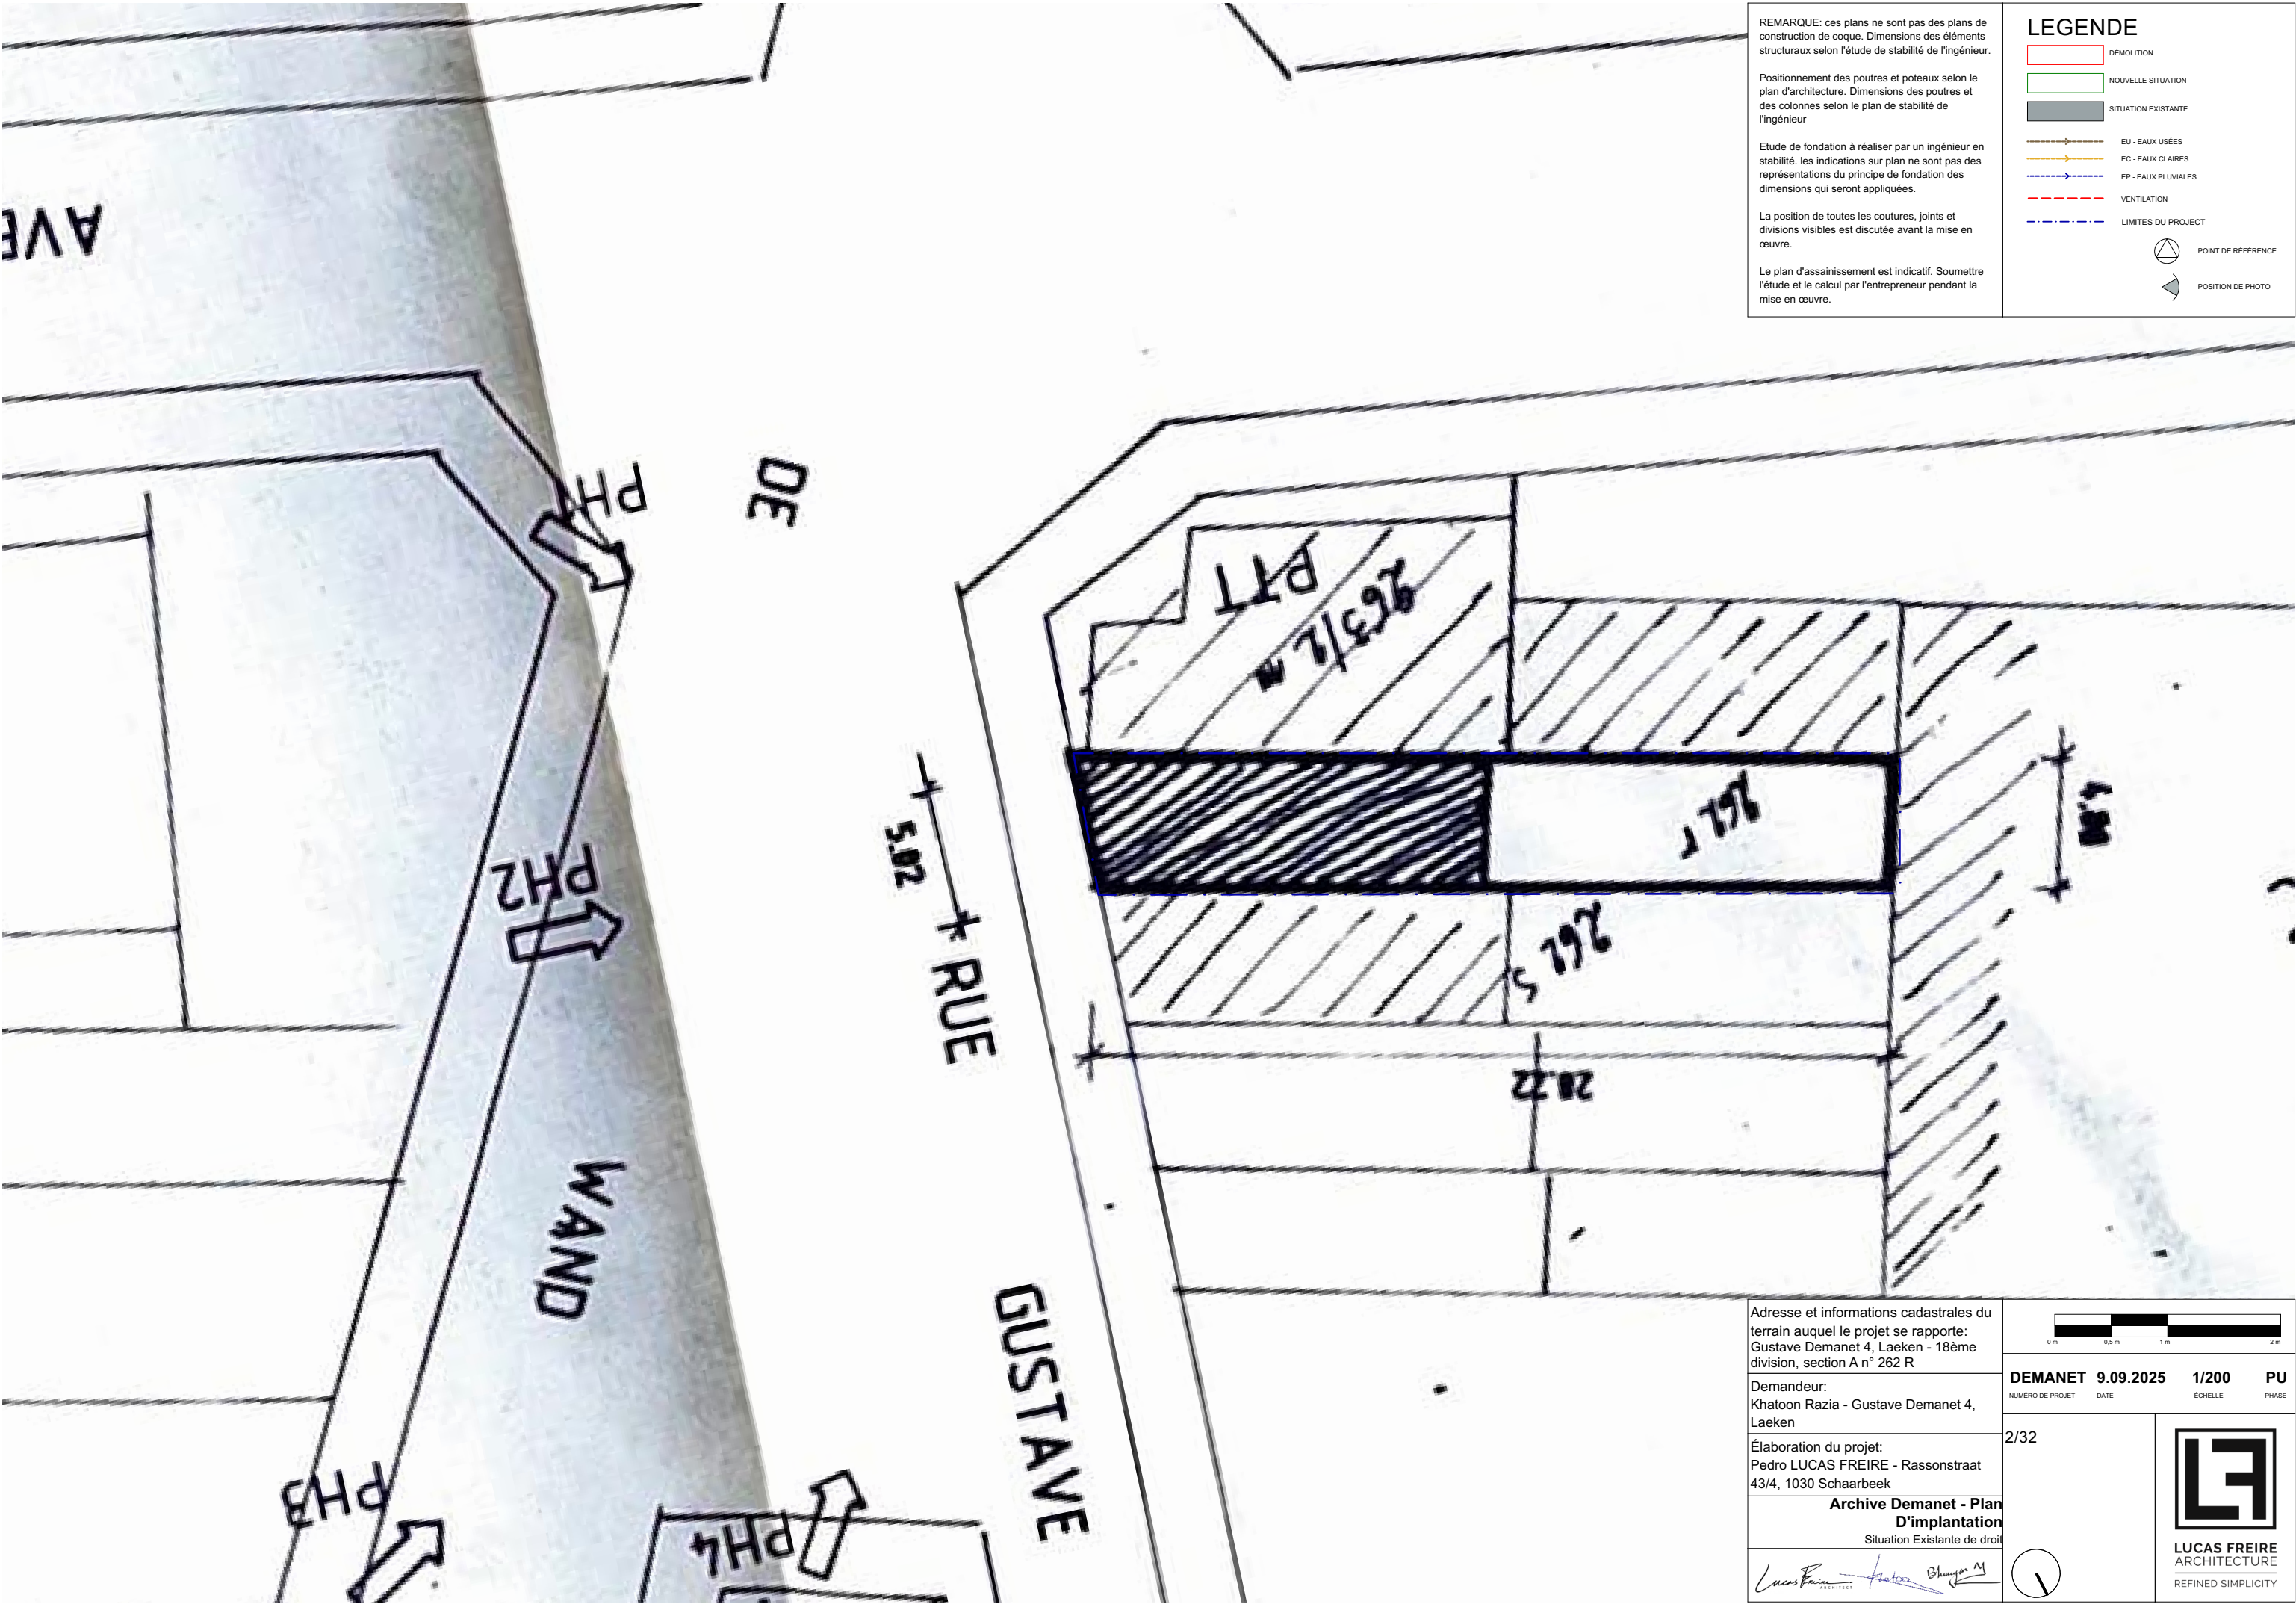 REMARQUE: ces plans ne sont pas des plans de
construction de coque. Dimensions des éléments
structuraux selon l'étude de stabilité de l'ingénieur.
Positionnement des poutres et poteaux selon le
plan d'architecture. Dimensions des poutres et
des colonnes selon le plan de stabilité de
l'ingénieur
Etude de fondation à réaliser par un ingénieur en
stabilité. les indications sur plan ne sont pas des
représentations du principe de fondation des
dimensions qui seront appliquées.
La position de toutes les coutures, joints et
divisions visibles est discutée avant la mise en
œuvre.
Le plan d'assainissement est indicatif. Soumettre
l'étude et le calcul par l'entrepreneur pendant la
mise en œuvre.
LEGENDE
DÉMOLITION
NOUVELLE SITUATION
SITUATION EXISTANTE
EU - EAUX USÉES
EC - EAUX CLAIRES
EP - EAUX PLUVIALES
VENTILATION
LIMITES DU PROJECT
POINT DE RÉFÉRENCE
POSITION DE PHOTO
AVE
PH1
DE
PTT
5.02
PH2
RUE
262 S
20.22
WAND
GUSTAVE
PH3
PH4
Adresse et informations cadastrales du
terrain auquel le projet se rapporte:
Gustave Demanet 4, Laeken - 18ème
division, section A n° 262 R
Demandeur:
Khatoon Razia - Gustave Demanet 4,
Laeken
Élaboration du projet:
Pedro LUCAS FREIRE - Rassonstraat
43/4, 1030 Schaarbeek
Archive Demanet - Plan
D'implantation
Situation Existante de droit
Lucas Freire
ARCHITECT
0 m 0,5 m 1 m 2 m
DEMANET 9.09.2025 1/200 PU
NUMÉRO DE PROJET DATE ÉCHELLE PHASE
2/32
LF
LUCAS FREIRE
ARCHITECTURE
REFINED SIMPLICITY